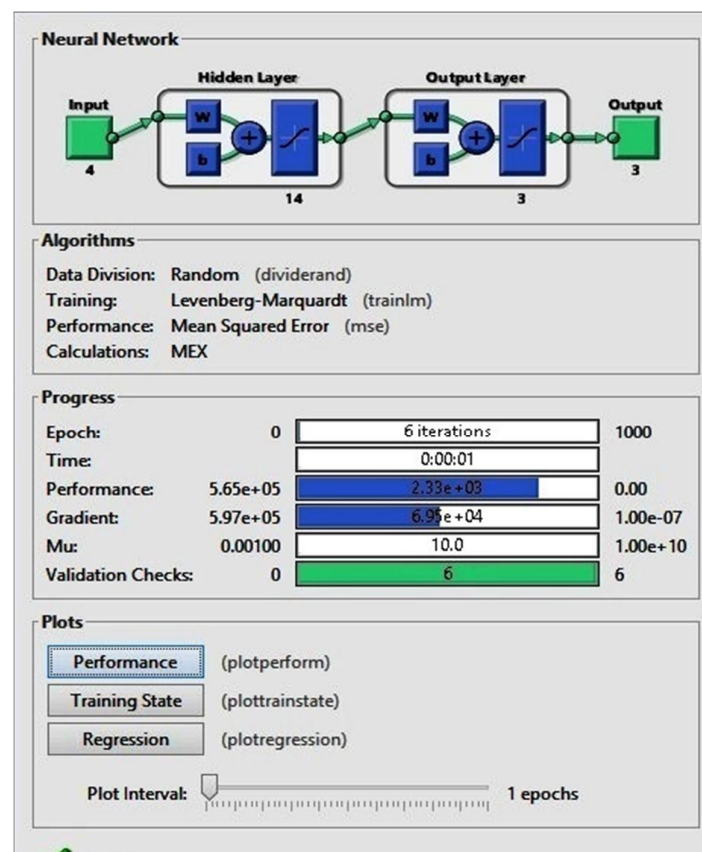 Neural Network
Hidden Layer
Output Layer
Input
Output
W
b
+
W
b
+
4
14
3
3
Algorithms
Data Division: Random (dividerand)
Training: Levenberg-Marquardt (trainlm)
Performance: Mean Squared Error (mse)
Calculations: MEX
Progress
Epoch: 0 6 iterations 1000
Time: 0:00:01
Performance: 5.65e+05 2.33e+03 0.00
Gradient: 5.97e+05 6.95e+04 1.00e-07
Mu: 0.00100 10.0 1.00e+10
Validation Checks: 0 6 6
Plots
Performance (plotperform)
Training State (plottrainstate)
Regression (plotregression)
Plot Interval: 1 epochs